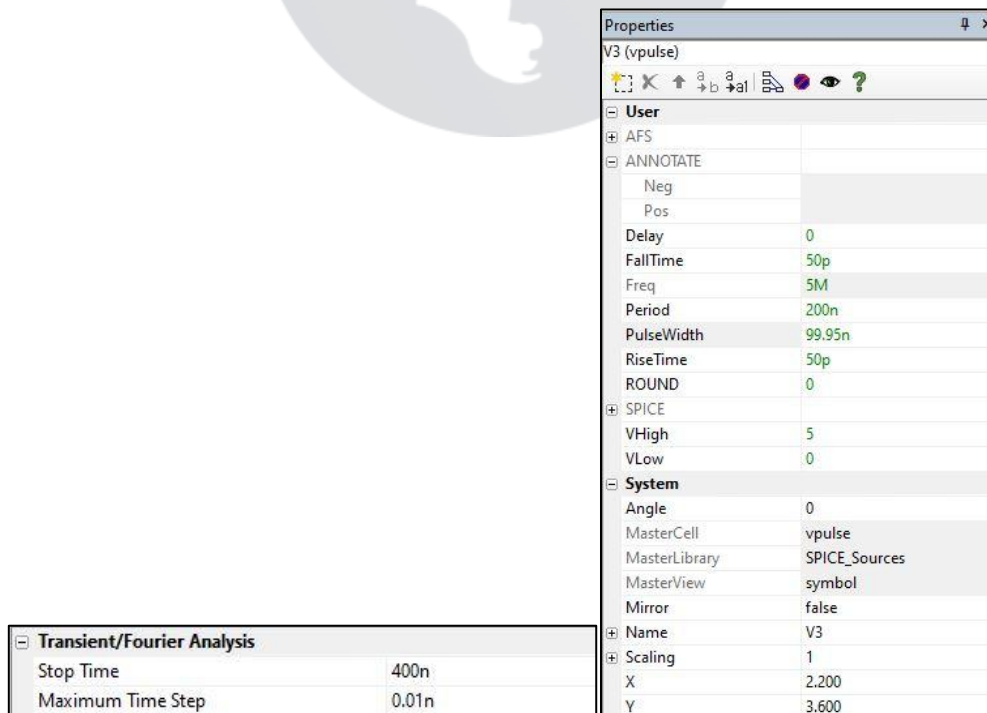 Properties
V3 (vpulse)
User
AFS
ANNOTATE
Neg
Pos
Delay 0
FallTime 50p
Freq 5M
Period 200n
PulseWidth 99.95n
RiseTime 50p
ROUND 0
SPICE
VHigh 5
VLow 0
System
Angle 0
MasterCell vpulse
MasterLibrary SPICE_Sources
MasterView symbol
Mirror false
Name V3
Scaling 1
X 2.200
Y 3.600
Transient/Fourier Analysis
Stop Time 400n
Maximum Time Step 0.01n